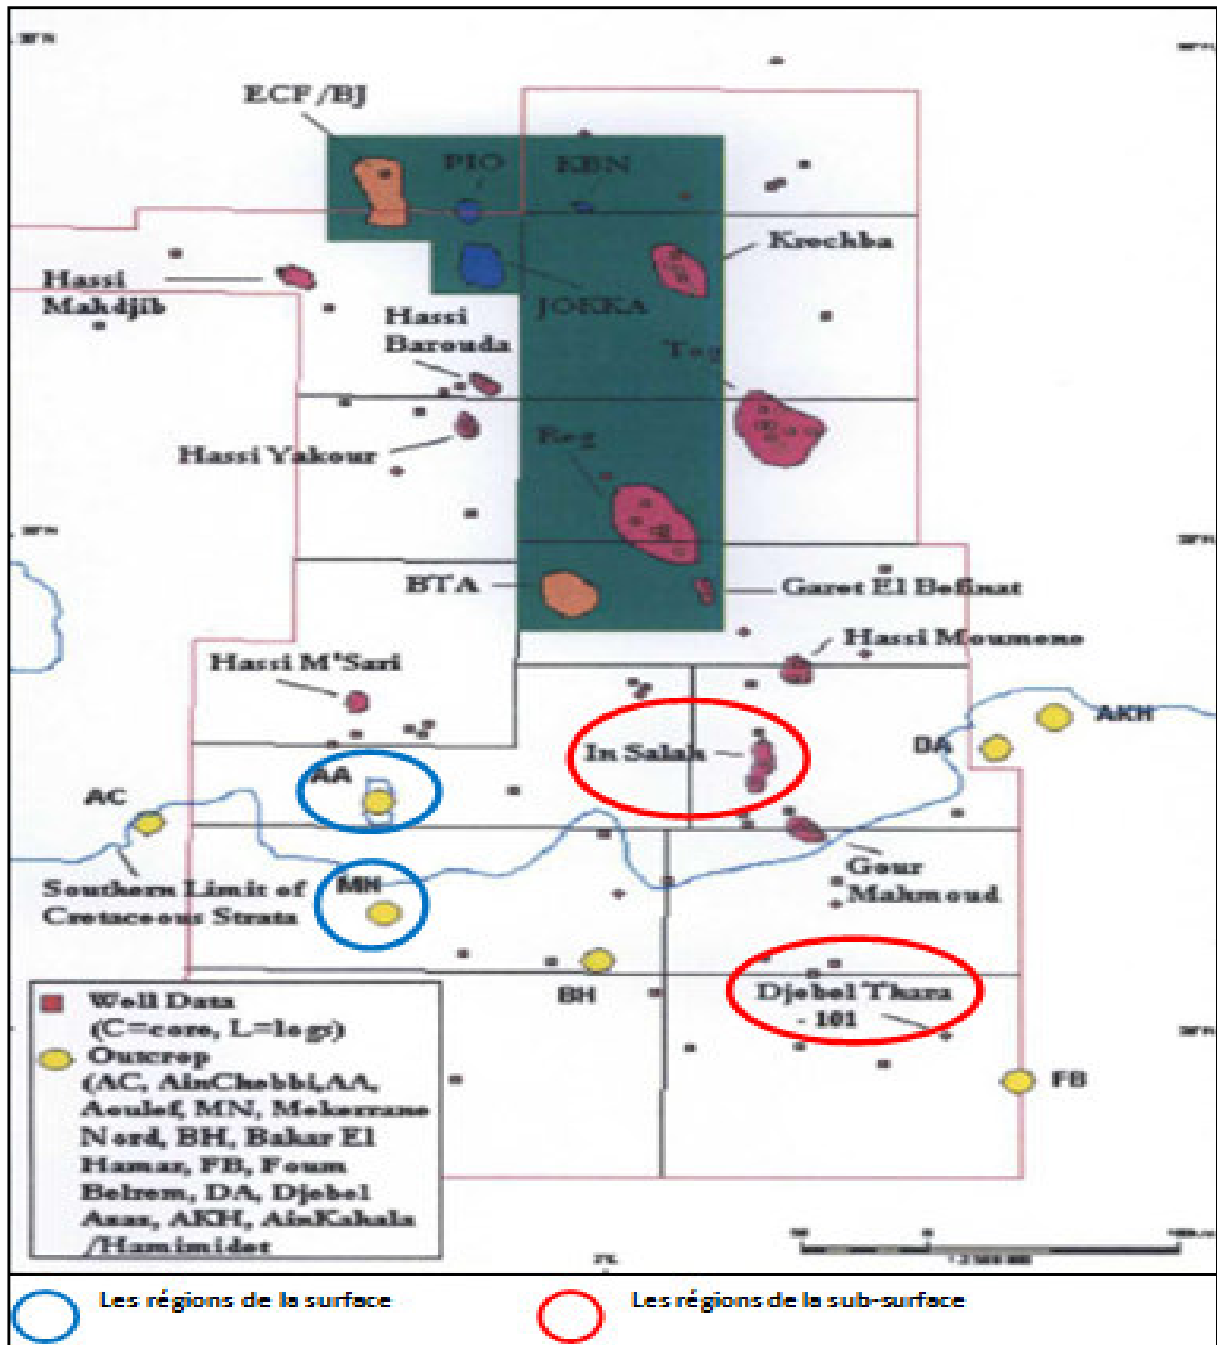 ECF/BJ
PIO
KBN
Krechba
Hassi
Mahdjib
JOKKA
Hassi
Barouda
Teg
Reg
Hassi Yakour
BTA
Garet El Befinat
Hassi Moumene
Hassi M'Sari
AKH
DA
In Salah
AA
AC
Southern Limit of
Cretaceous Strata
MN
Gour
Mahmoud
BH
Djebel Thara
- 101
FB
Well Data
(C=core, L=logs)
Outcrop
(AC, AinChebbi,AA,
Aoulef, MN, Mekerrane
Nord, BH, Bahar El
Hamar, FB, Foum
Belrem, DA, Djebel
Azaz, AKH, AinKahala
/Hamimidet
Les régions de la surface
Les régions de la sub-surface